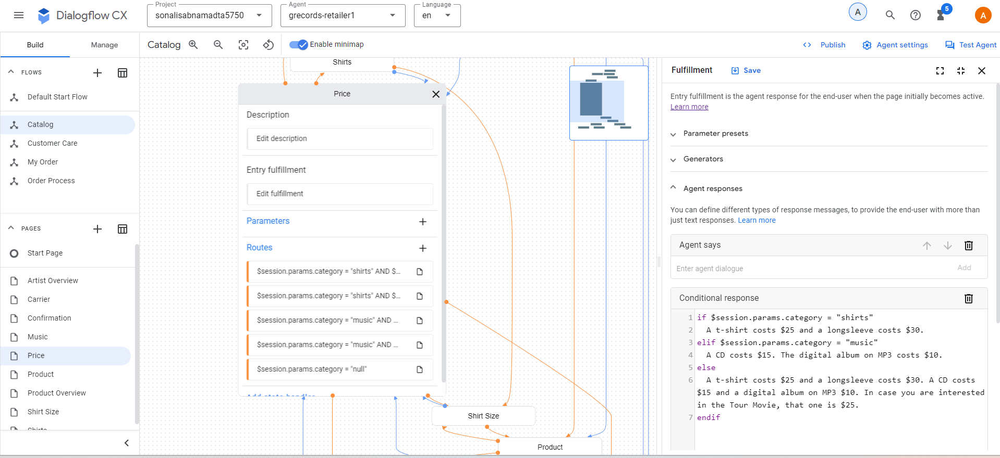 Dialogflow CX
Project
sonalisabnamadta5750
Agent
grecords-retailer1
Language
en
A
5
A
Build
Manage
Catalog
Enable minimap
Publish
Agent settings
Test Agent
FLOWS
Default Start Flow
Catalog
Customer Care
My Order
Order Process
PAGES
Start Page
Artist Overview
Carrier
Confirmation
Music
Price
Product
Product Overview
Shirt Size
Shirts
Shirts
Price
Description
Edit description
Entry fulfillment
Edit fulfillment
Parameters
Routes
$session.params.category = "shirts" AND $...
$session.params.category = "shirts" AND $...
$session.params.category = "music" AND ...
$session.params.category = "music" AND ...
$session.params.category = "null"
Add state handler
Shirt Size
Product
Fulfillment
Save
Entry fulfillment is the agent response for the end-user when the page initially becomes active.
Learn more
Parameter presets
Generators
Agent responses
You can define different types of response messages, to provide the end-user with more than
just text responses. Learn more
Agent says
Enter agent dialogue
Add
Conditional response
1 if $session.params.category = "shirts"
2 A t-shirt costs $25 and a longsleeve costs $30.
3 elif $session.params.category = "music"
4 A CD costs $15. The digital album on MP3 costs $10.
5 else
6 A t-shirt costs $25 and a longsleeve costs $30. A CD costs
$15 and a digital album on MP3 $10. In case you are interested
in the Tour Movie, that one is $25.
7 endif